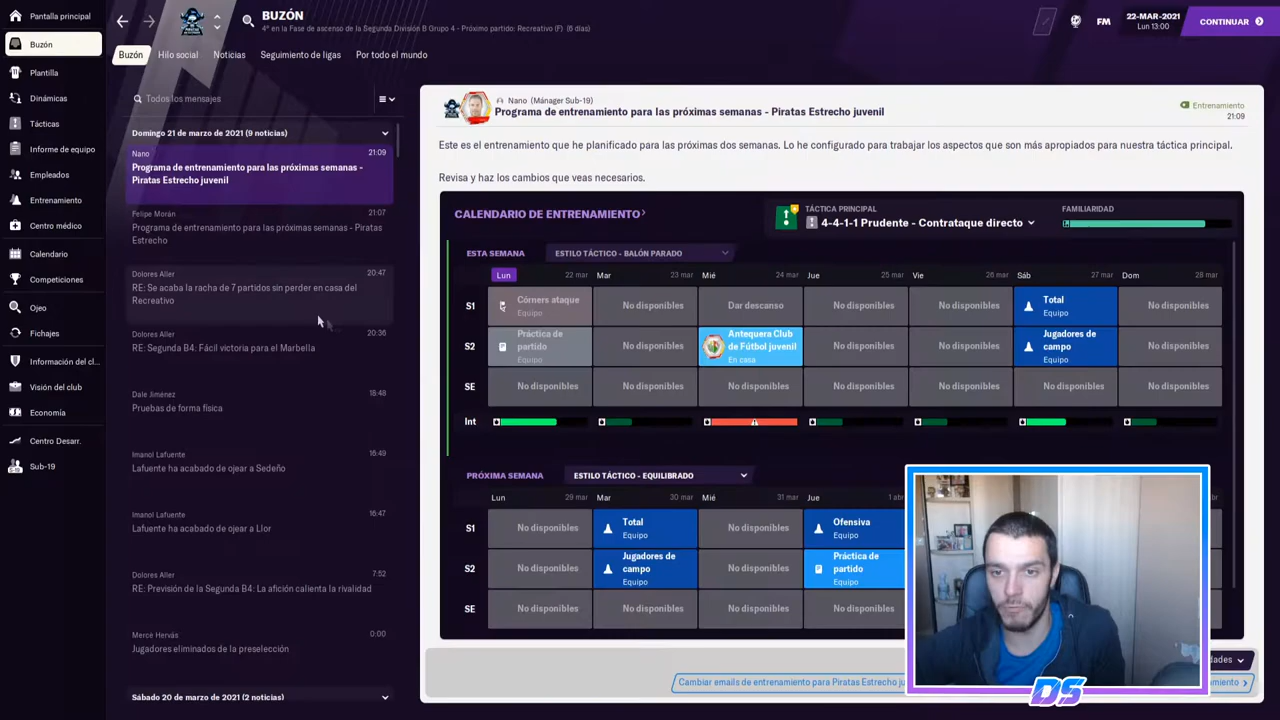 Pantalla principal
BUZÓN
4º en la Fase de ascenso de la Segunda División B Grupo 4 - Próximo partido: Recreativo (F) (6 días)
FM
22-MAR-2021
Lun 13:00
CONTINUAR
Buzón
Plantilla
Dinámicas
Tácticas
Informe de equipo
Empleados
Entrenamiento
Centro médico
Calendario
Competiciones
Ojeo
Fichajes
Información del cl...
Visión del club
Economía
Centro Desarr.
Sub-19
Buzón
Hilo social
Noticias
Seguimiento de ligas
Por todo el mundo
Todos los mensajes
Domingo 21 de marzo de 2021 (9 noticias)
Nano 21:09
Programa de entrenamiento para las próximas semanas -
Piratas Estrecho juvenil
Felipe Morán 21:07
Programa de entrenamiento para las próximas semanas - Piratas
Estrecho
Dolores Aller 20:47
RE: Se acaba la racha de 7 partidos sin perder en casa del
Recreativo
Dolores Aller 20:36
RE: Segunda B4: Fácil victoria para el Marbella
Dale Jiménez 18:48
Pruebas de forma física
Imanol Lafuente 16:49
Lafuente ha acabado de ojear a Sedeño
Imanol Lafuente 16:47
Lafuente ha acabado de ojear a Llor
Dolores Aller 7:52
RE: Previsión de la Segunda B4: La afición calienta la rivalidad
Mercè Hervás 0:00
Jugadores eliminados de la preselección
Sábado 20 de marzo de 2021 (2 noticias)
Nano (Mánager Sub-19)
Programa de entrenamiento para las próximas semanas - Piratas Estrecho juvenil
Entrenamiento
21:09
Este es el entrenamiento que he planificado para las próximas dos semanas. Lo he configurado para trabajar los aspectos que son más apropiados para nuestra táctica principal.
Revisa y haz los cambios que veas necesarios.
CALENDARIO DE ENTRENAMIENTO
TÁCTICA PRINCIPAL
4-4-1-1 Prudente - Contrataque directo
FAMILIARIDAD
ESTA SEMANA
ESTILO TÁCTICO - BALÓN PARADO
Lun 22 mar Mar 23 mar Mié 24 mar Jue 25 mar Vie 26 mar Sáb 27 mar Dom 28 mar
S1 Córners ataque Equipo No disponibles Dar descanso No disponibles No disponibles Total Equipo No disponibles
S2 Práctica de partido Equipo No disponibles Antequera Club de Fútbol juvenil En casa No disponibles No disponibles Jugadores de campo Equipo No disponibles
SE No disponibles No disponibles No disponibles No disponibles No disponibles No disponibles No disponibles
Int
PRÓXIMA SEMANA
ESTILO TÁCTICO - EQUILIBRADO
Lun 29 mar Mar 30 mar Mié 31 mar Jue 1 abr
S1 No disponibles Total Equipo No disponibles Ofensiva Equipo
S2 No disponibles Jugadores de campo Equipo No disponibles Práctica de partido Equipo
SE No disponibles No disponibles No disponibles No disponibles
dades
Cambiar emails de entrenamiento para Piratas Estrecho ju
miento
DS